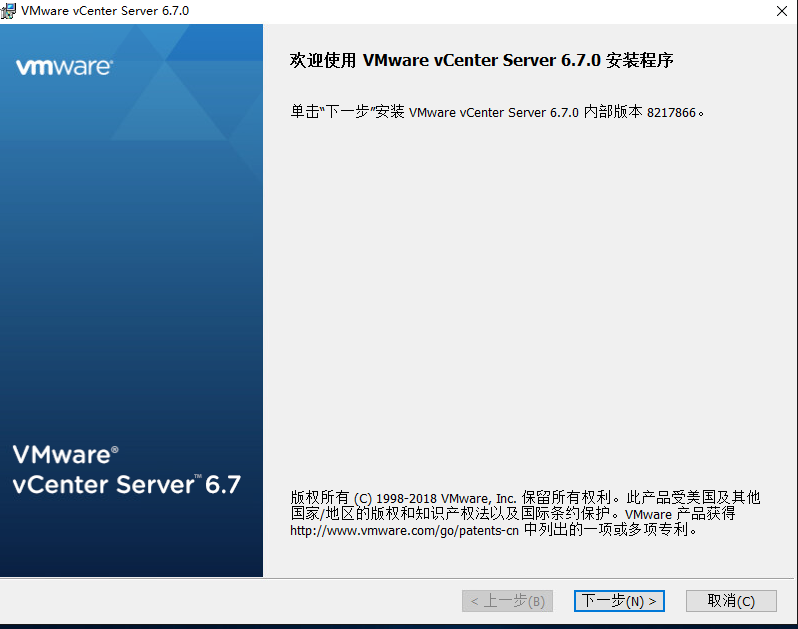 VMware vCenter Server 6.7.0
vmware®
欢迎使用 VMware vCenter Server 6.7.0 安装程序
单击“下一步”安装 VMware vCenter Server 6.7.0 内部版本 8217866。
VMware®
vCenter Server™ 6.7
版权所有 (C) 1998-2018 VMware, Inc. 保留所有权利。此产品受美国及其他
国家/地区的版权和知识产权法以及国际条约保护。VMware 产品获得
http://www.vmware.com/go/patents-cn 中列出的一项或多项专利。
< 上一步(B)
下一步(N) >
取消(C)